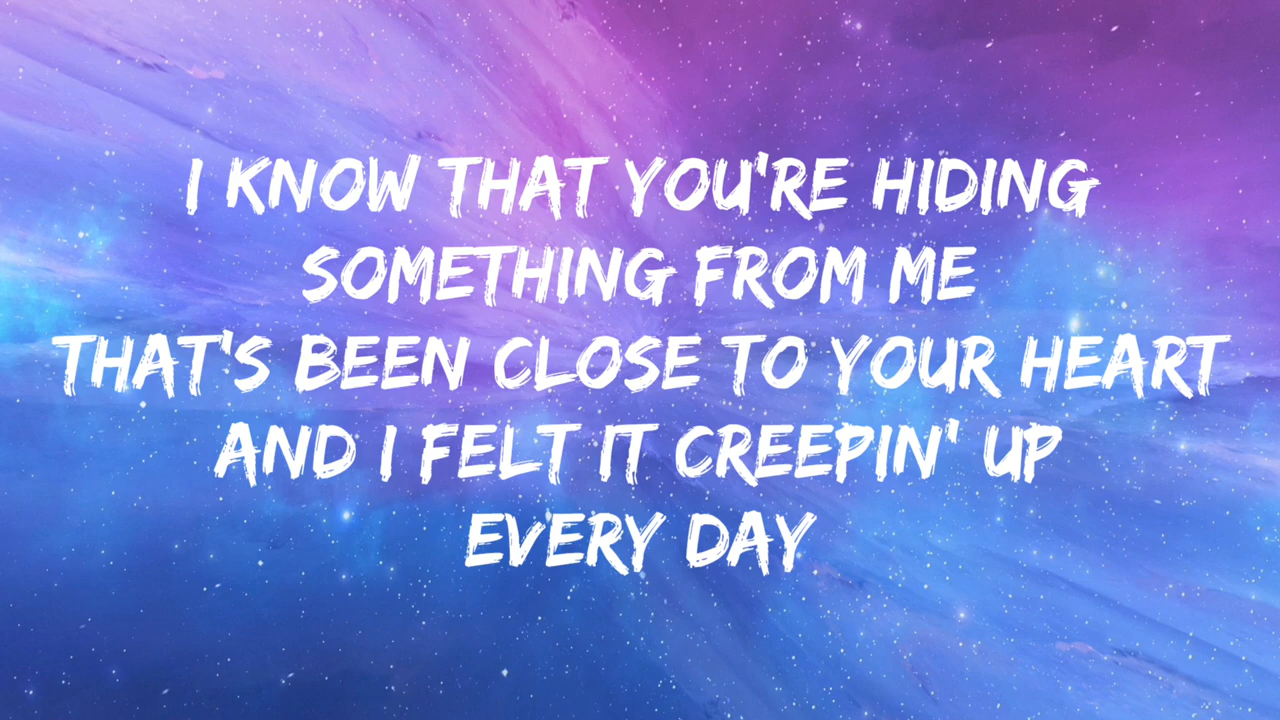 I KNOW THAT YOU'RE HIDING
SOMETHING FROM ME
THAT'S BEEN CLOSE TO YOUR HEART
AND I FELT IT CREEPIN' UP
EVERY DAY